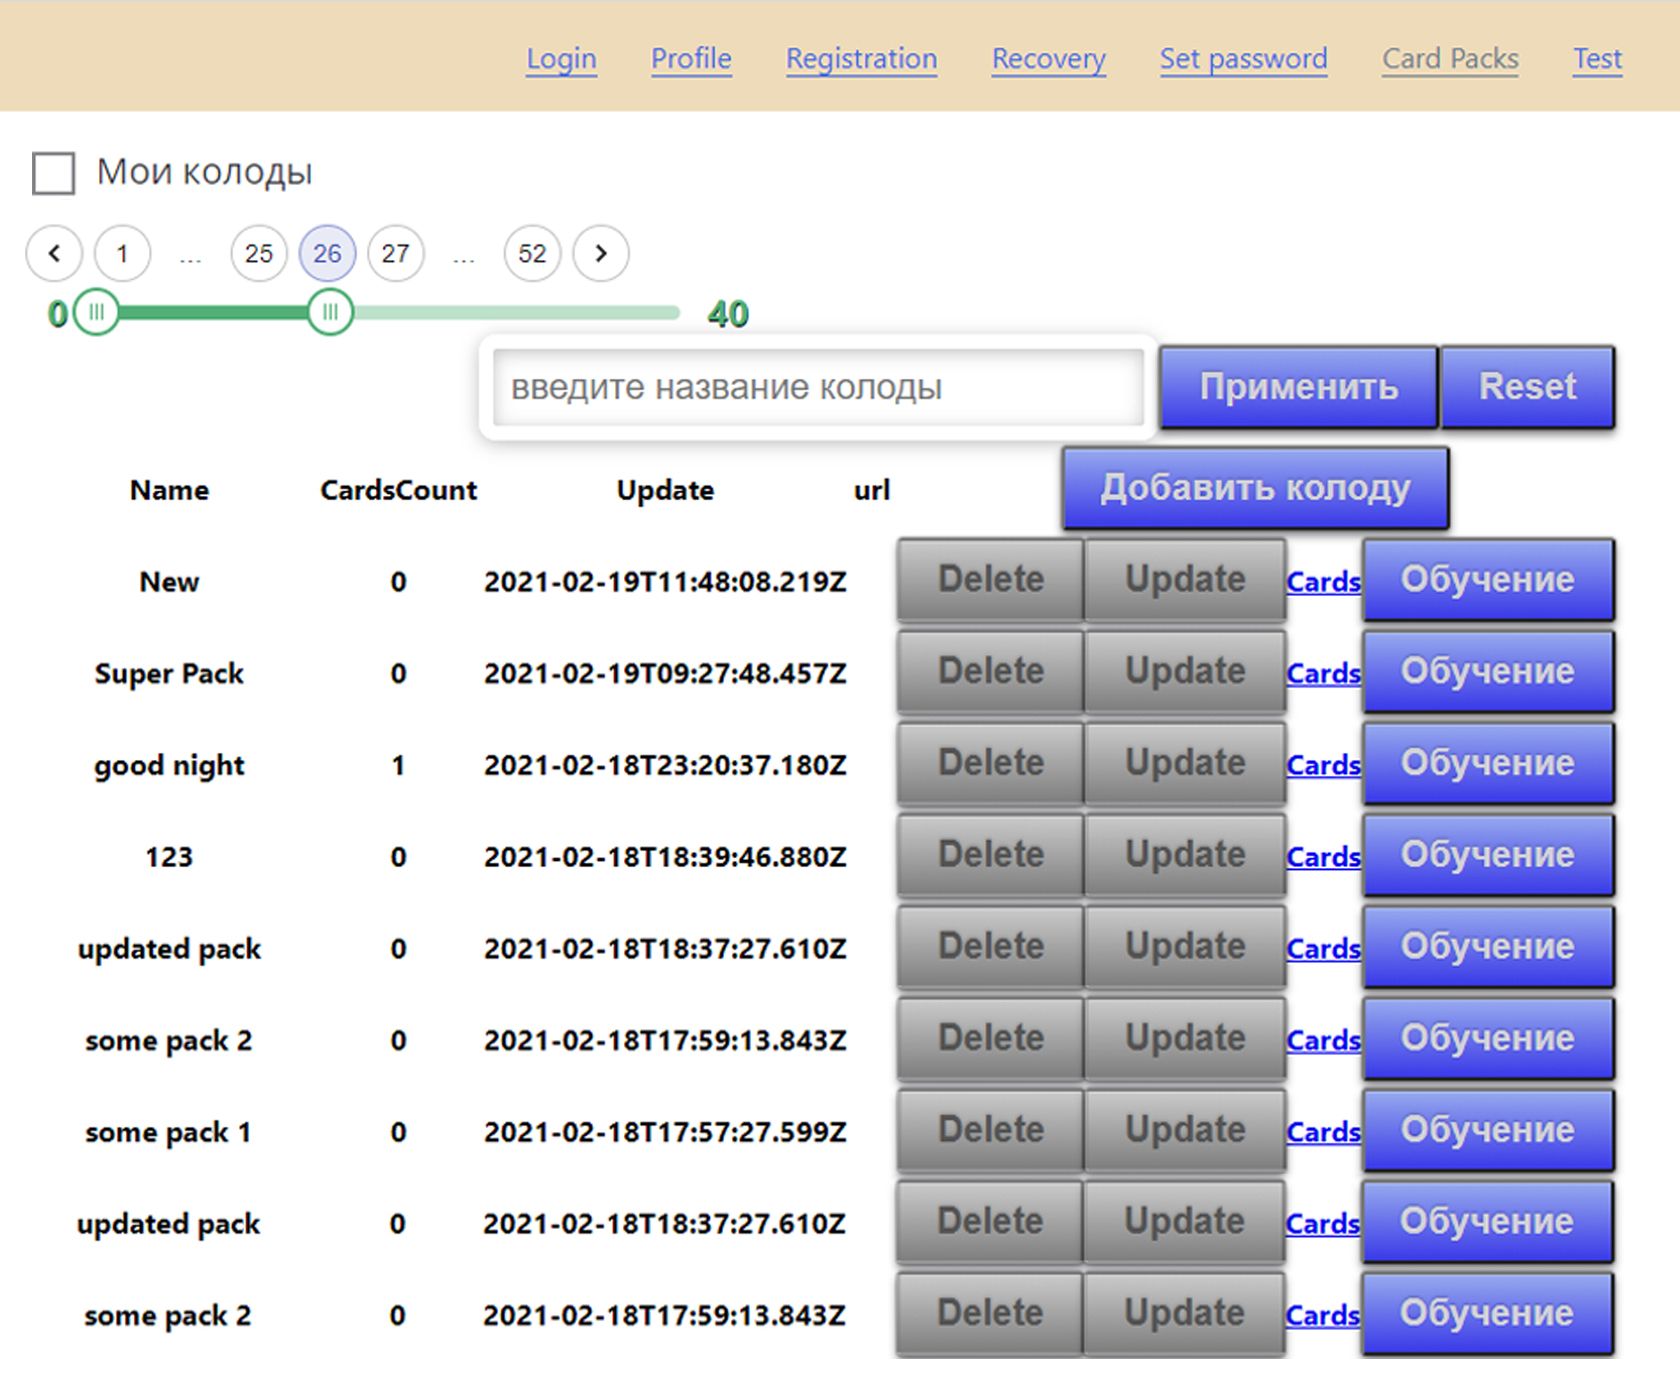 Login Profile Registration Recovery Set password Card Packs Test
Мои колоды
1 ... 25 26 27 ... 52
0 40
введите название колоды Применить Reset
Name CardsCount Update url Добавить колоду
New 0 2021-02-19T11:48:08.219Z Delete Update Cards Обучение
Super Pack 0 2021-02-19T09:27:48.457Z Delete Update Cards Обучение
good night 1 2021-02-18T23:20:37.180Z Delete Update Cards Обучение
123 0 2021-02-18T18:39:46.880Z Delete Update Cards Обучение
updated pack 0 2021-02-18T18:37:27.610Z Delete Update Cards Обучение
some pack 2 0 2021-02-18T17:59:13.843Z Delete Update Cards Обучение
some pack 1 0 2021-02-18T17:57:27.599Z Delete Update Cards Обучение
updated pack 0 2021-02-18T18:37:27.610Z Delete Update Cards Обучение
some pack 2 0 2021-02-18T17:59:13.843Z Delete Update Cards Обучение